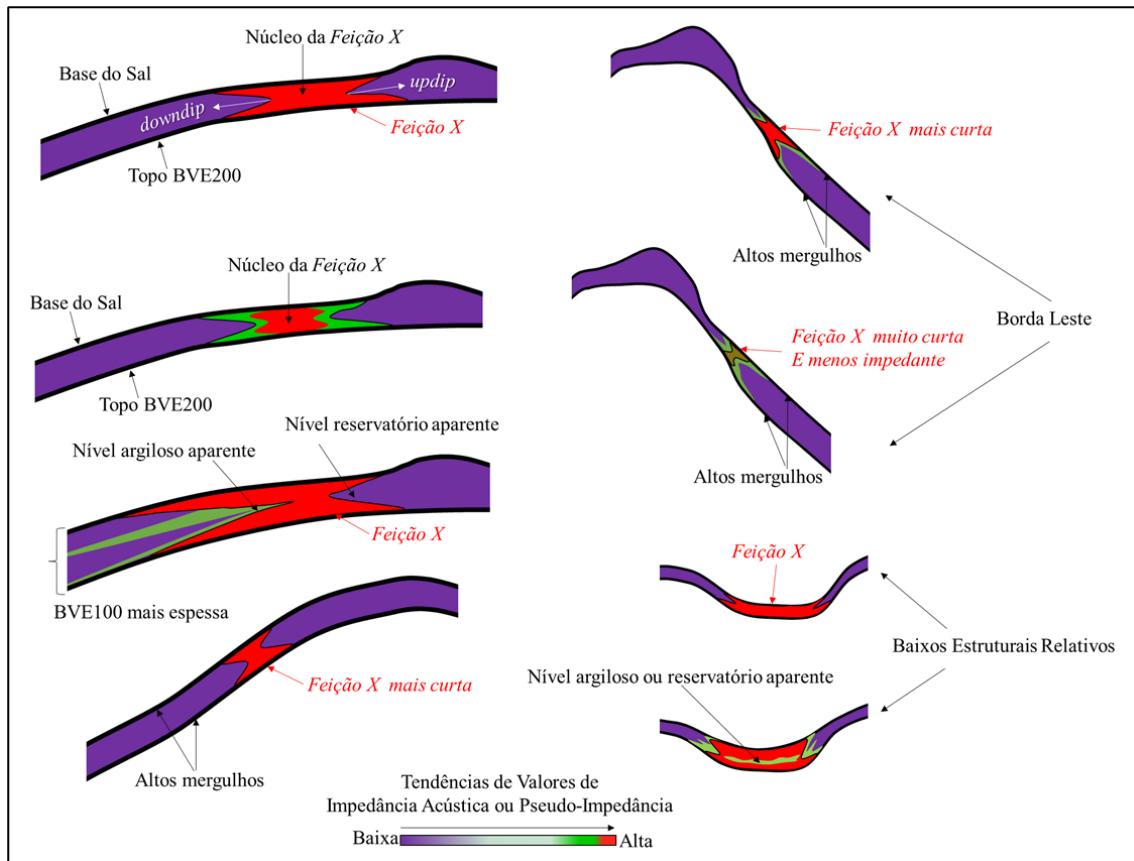 Núcleo da Feição X
Base do Sal
updip
downdip
Feição X
Topo BVE200
Núcleo da Feição X
Base do Sal
Topo BVE200
Nível reservatório aparente
Nível argiloso aparente
Feição X
BVE100 mais espessa
Feição X mais curta
Altos mergulhos
Feição X mais curta
Altos mergulhos
Borda Leste
Feição X muito curta
E menos impedante
Altos mergulhos
Feição X
Baixos Estruturais Relativos
Nível argiloso ou reservatório aparente
Tendências de Valores de
Impedância Acústica ou Pseudo-Impedância
Baixa
Alta